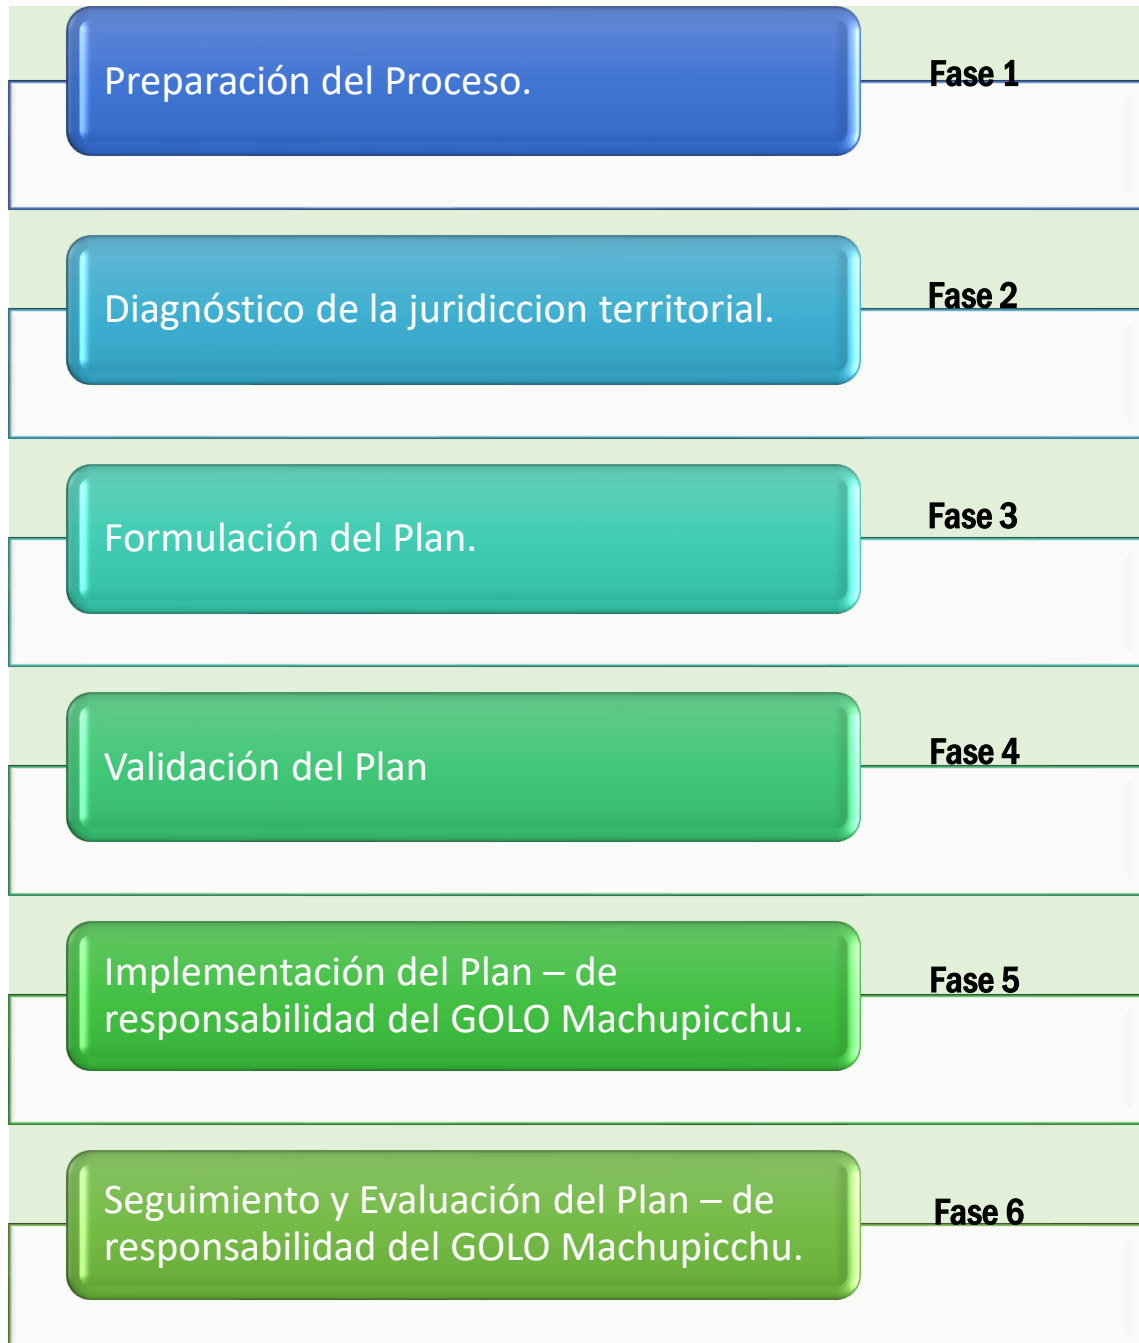 Preparación del Proceso.
Fase 1
Diagnóstico de la juridiccion territorial.
Fase 2
Formulación del Plan.
Fase 3
Validación del Plan
Fase 4
Implementación del Plan – de
responsabilidad del GOLO Machupicchu.
Fase 5
Seguimiento y Evaluación del Plan – de
responsabilidad del GOLO Machupicchu.
Fase 6